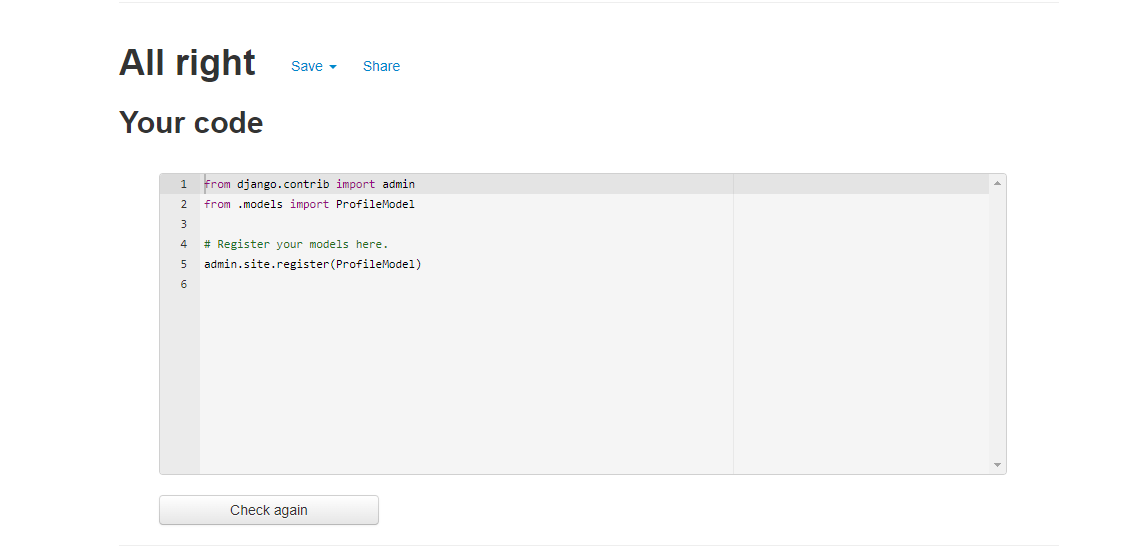 All right Save Share
Your code
1 from django.contrib import admin
2 from .models import ProfileModel
3
4 # Register your models here.
5 admin.site.register(ProfileModel)
6
Check again